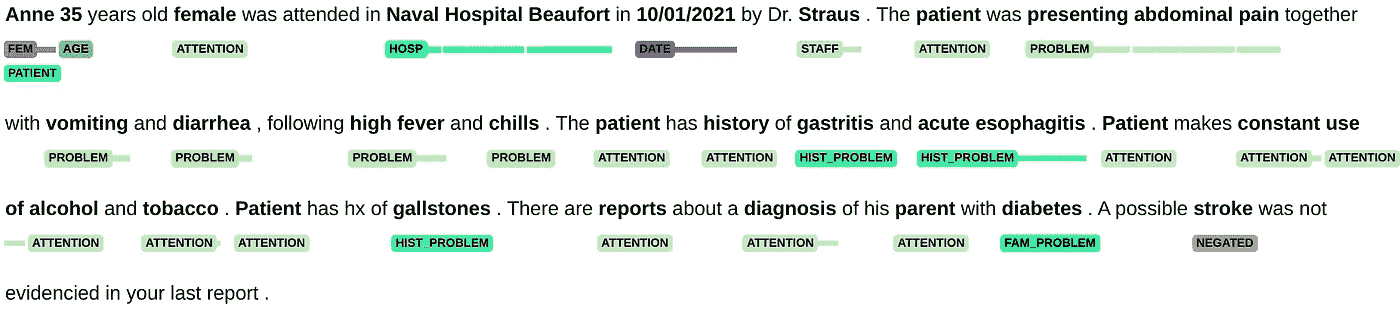 Anne 35 years old female was attended in Naval Hospital Beaufort in 10/01/2021 by Dr. Straus . The patient was presenting abdominal pain together
FEM AGE ATTENTION HOSP DATE STAFF ATTENTION PROBLEM
PATIENT
with vomiting and diarrhea , following high fever and chills . The patient has history of gastritis and acute esophagitis . Patient makes constant use
PROBLEM PROBLEM PROBLEM PROBLEM ATTENTION ATTENTION HIST_PROBLEM HIST_PROBLEM ATTENTION ATTENTION ATTENTION
of alcohol and tobacco . Patient has hx of gallstones . There are reports about a diagnosis of his parent with diabetes . A possible stroke was not
ATTENTION ATTENTION ATTENTION HIST_PROBLEM ATTENTION ATTENTION ATTENTION FAM_PROBLEM NEGATED
evidencied in your last report .